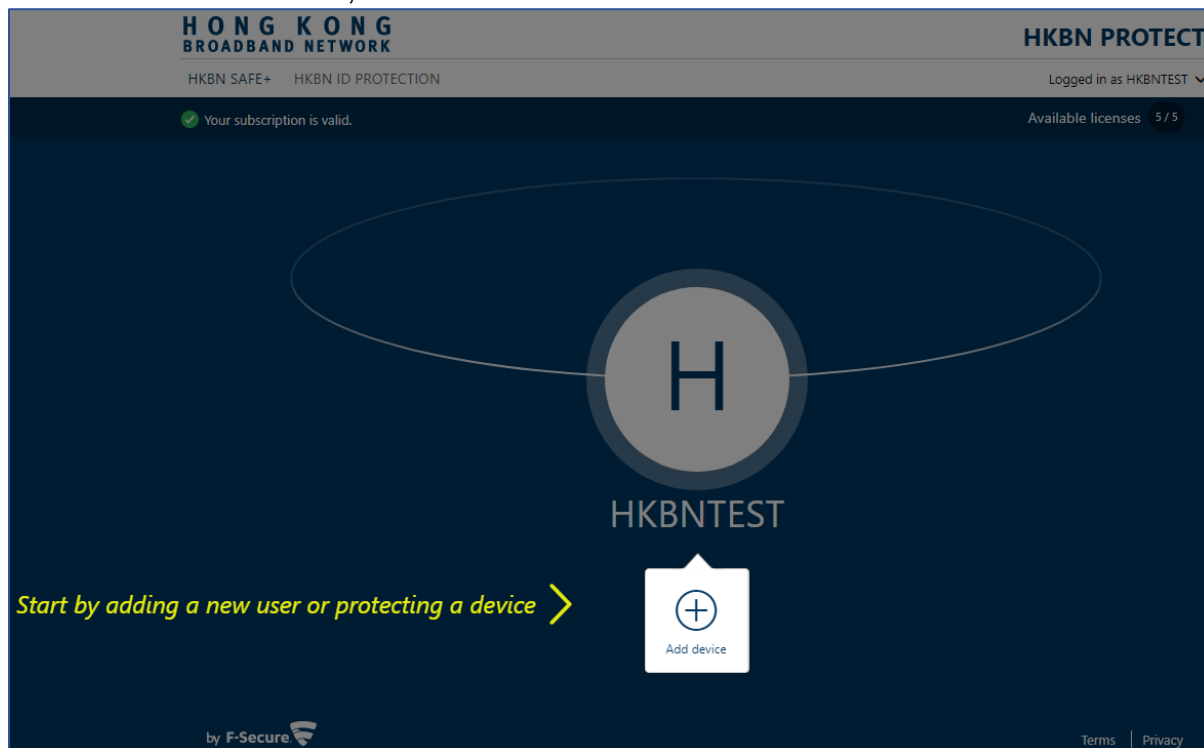 HONG KONG
BROADBAND NETWORK
HKBN PROTECT
HKBN SAFE+ HKBN ID PROTECTION
Logged in as HKBNTEST
Your subscription is valid.
Available licenses 5/5
H
HKBNTEST
Start by adding a new user or protecting a device
Add device
by F-Secure.
Terms | Privacy